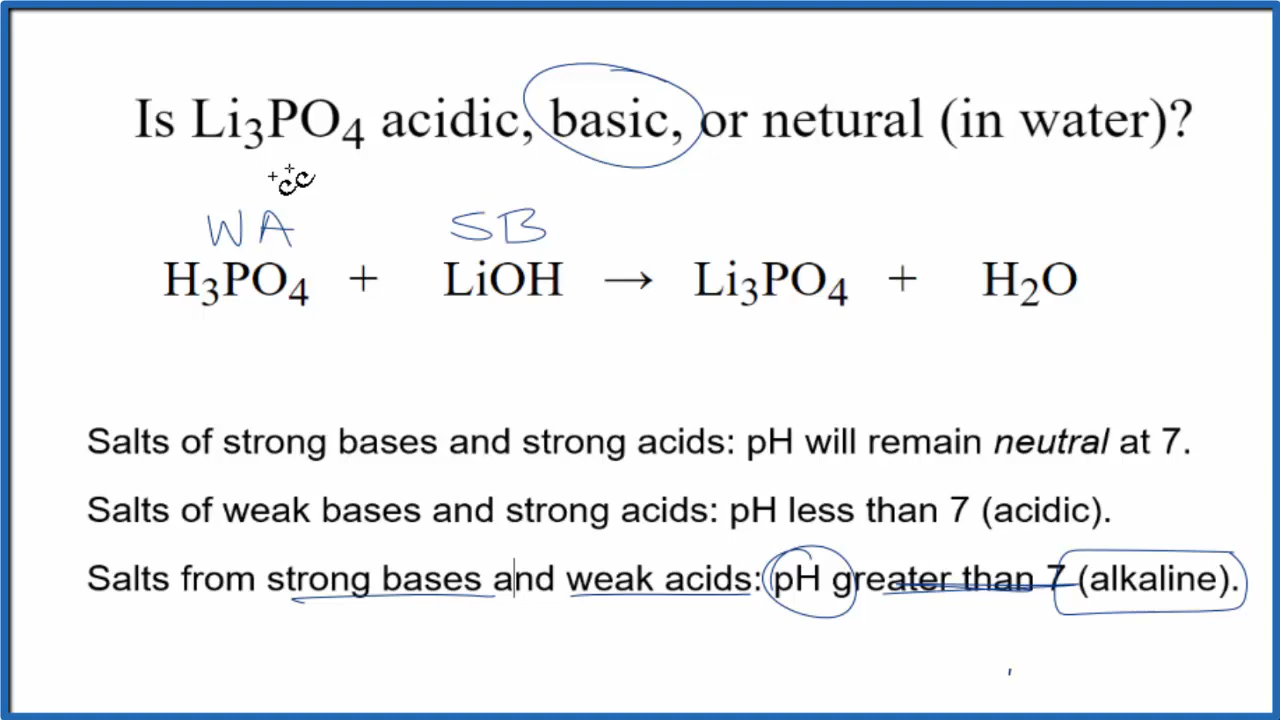 Is Li₃PO₄ acidic, basic, or netural (in water)?
WA SB
H₃PO₄ + LiOH → Li₃PO₄ + H₂O
Salts of strong bases and strong acids: pH will remain neutral at 7.
Salts of weak bases and strong acids: pH less than 7 (acidic).
Salts from strong bases and weak acids: pH greater than 7 (alkaline).